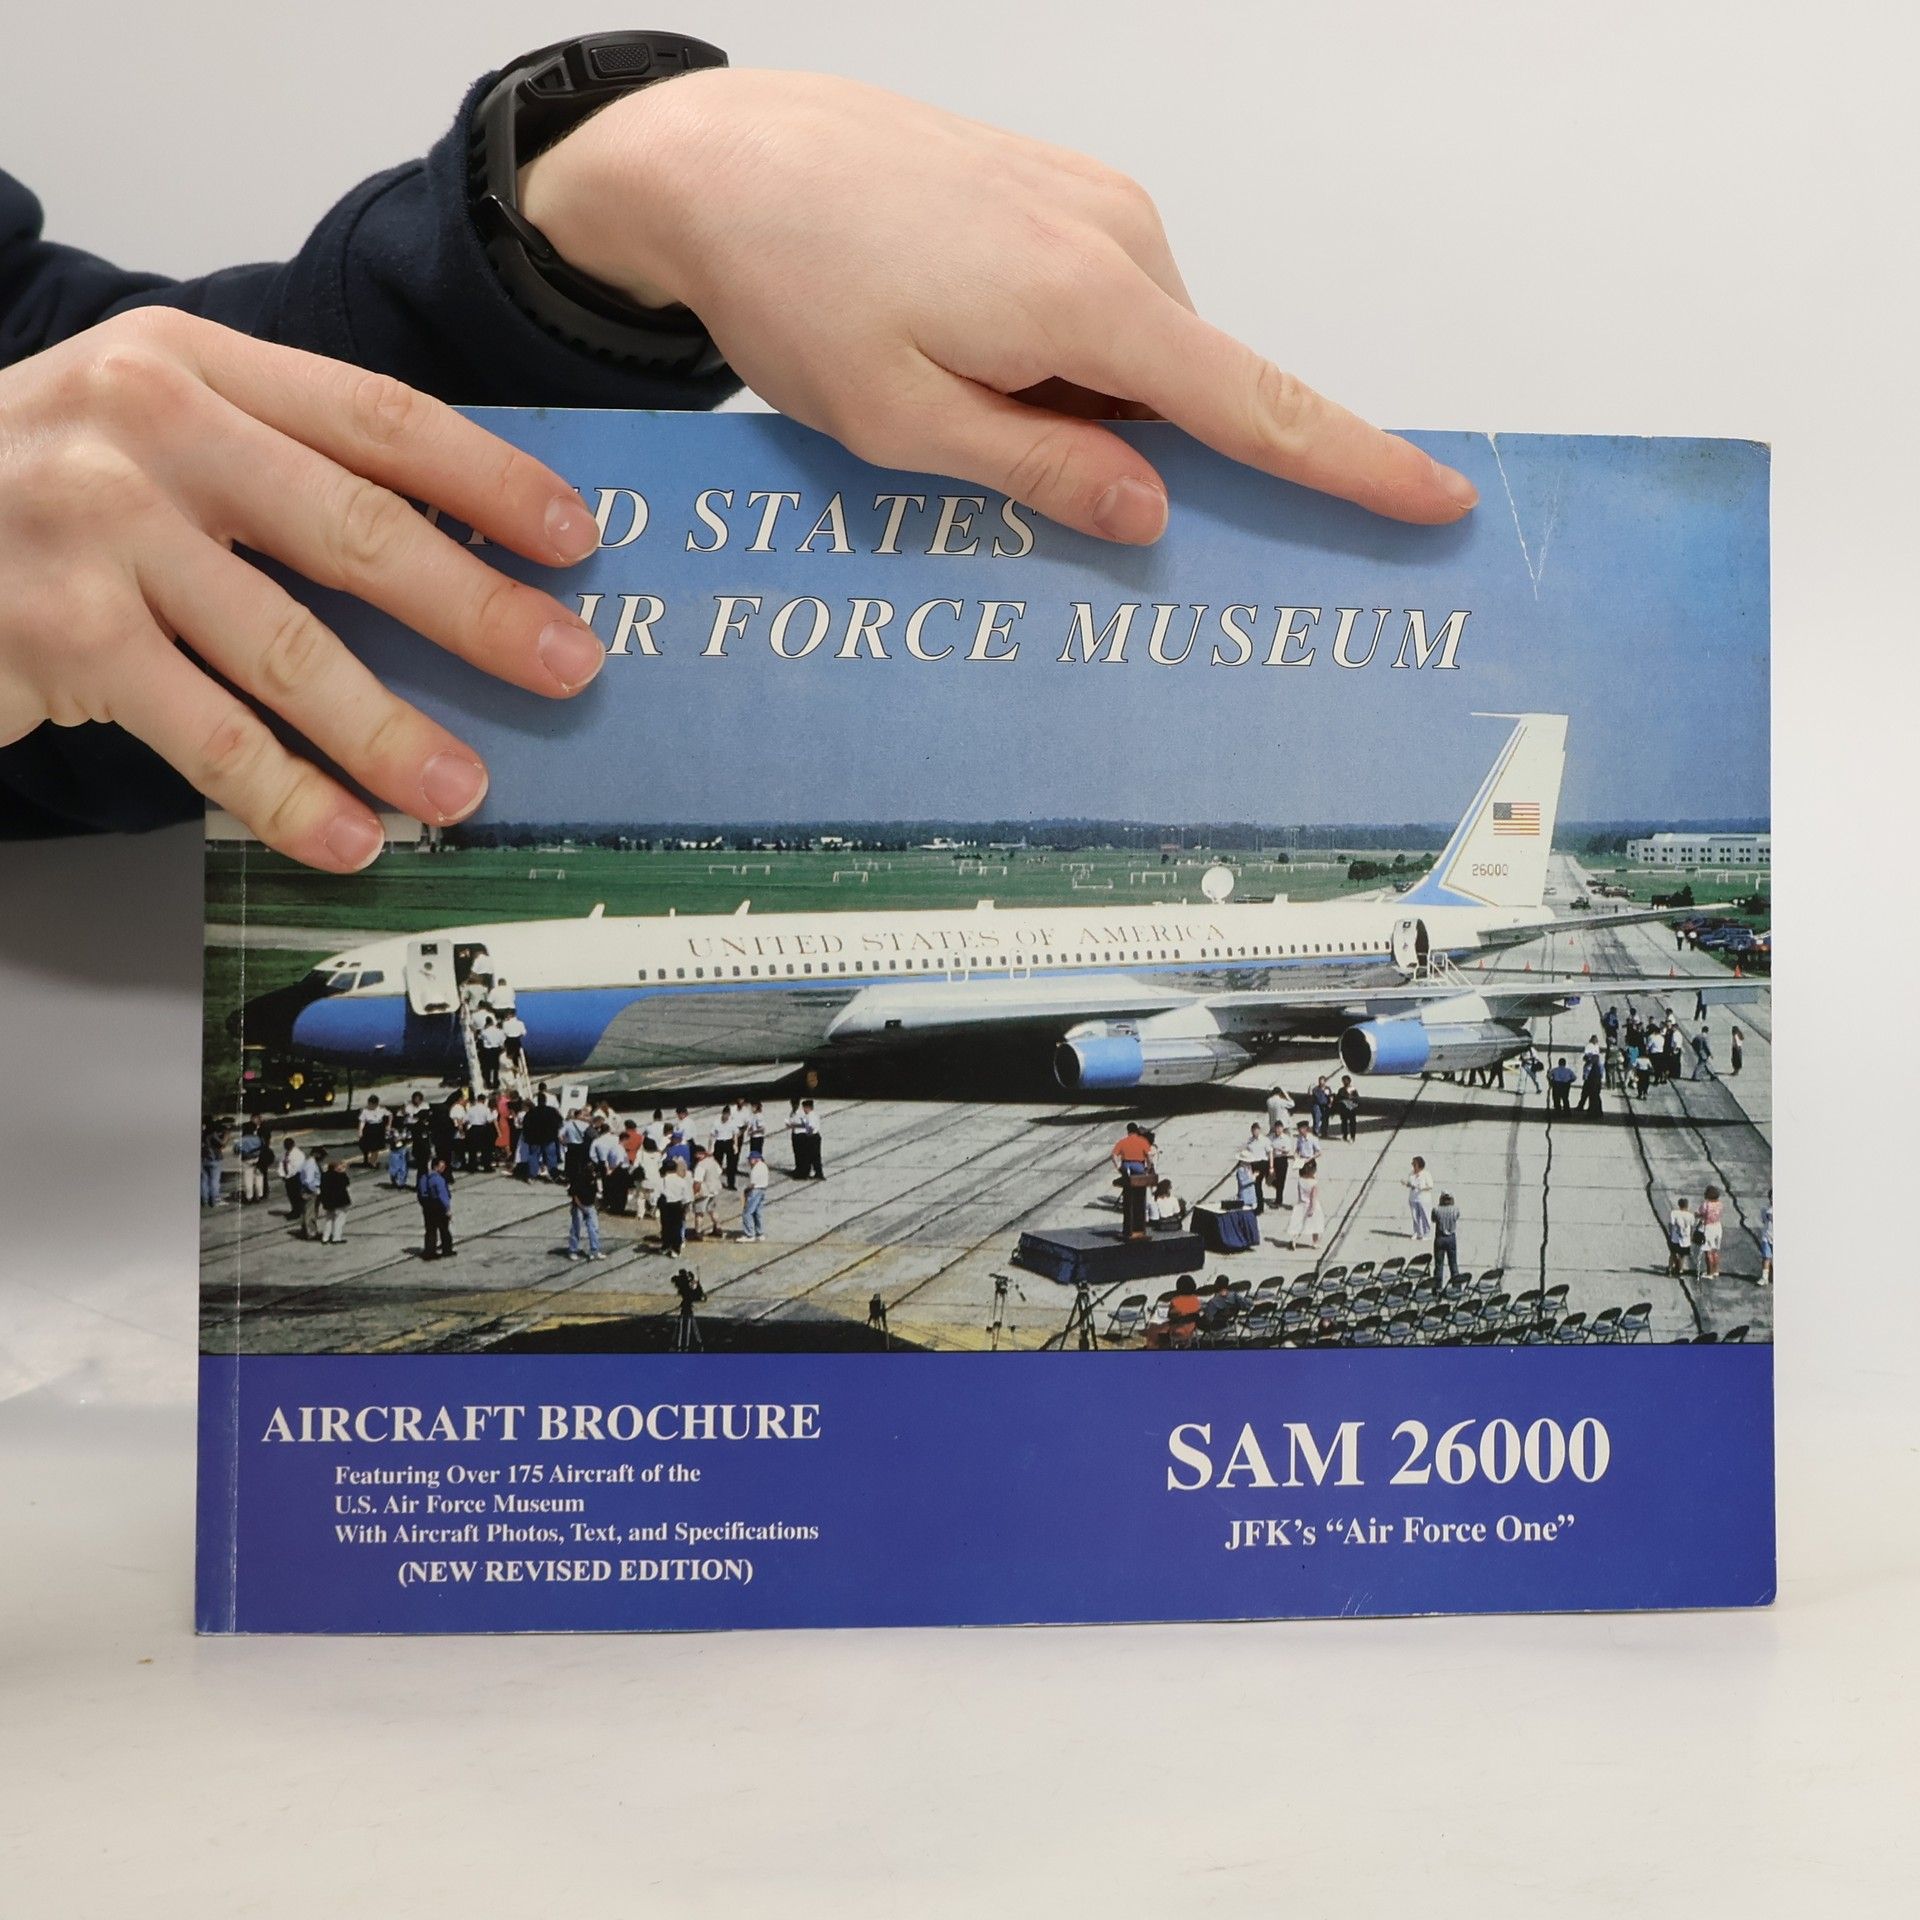 STATES
FORCE MUSEUM
26000
UNITED STATES OF AMERICA
AIRCRAFT BROCHURE
Featuring Over 175 Aircraft of the
U.S. Air Force Museum
With Aircraft Photos, Text, and Specifications
(NEW REVISED EDITION)
SAM 26000
JFK's “Air Force One”